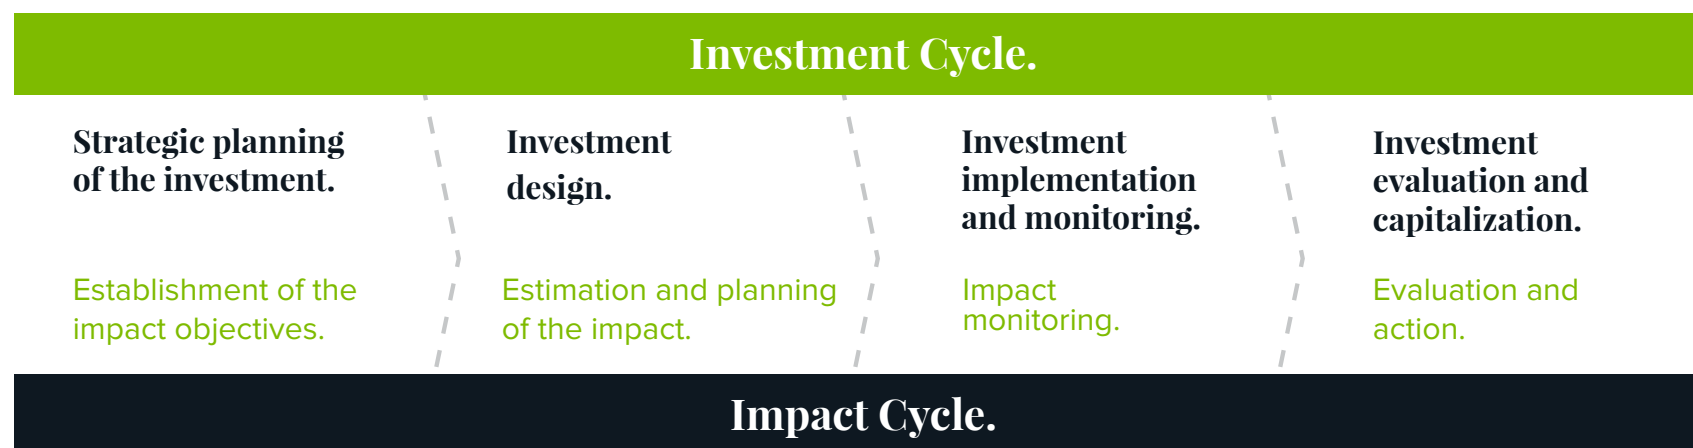 Investment Cycle.
Strategic planning
of the investment.
Establishment of the
impact objectives.
Investment
design.
Estimation and planning
of the impact.
Investment
implementation
and monitoring.
Impact
monitoring.
Investment
evaluation and
capitalization.
Evaluation and
action.
Impact Cycle.